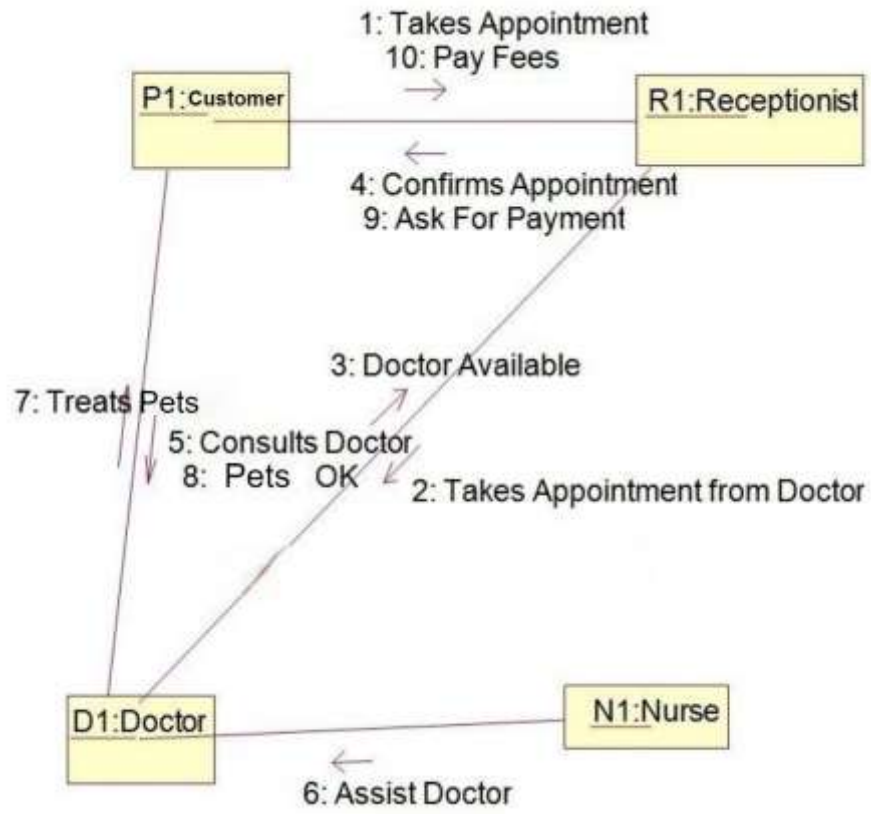 1: Takes Appointment
10: Pay Fees
P1:Customer
R1:Receptionist
4: Confirms Appointment
9: Ask For Payment
3: Doctor Available
7: Treats Pets
5: Consults Doctor
8: Pets OK
2: Takes Appointment from Doctor
D1:Doctor
N1:Nurse
6: Assist Doctor